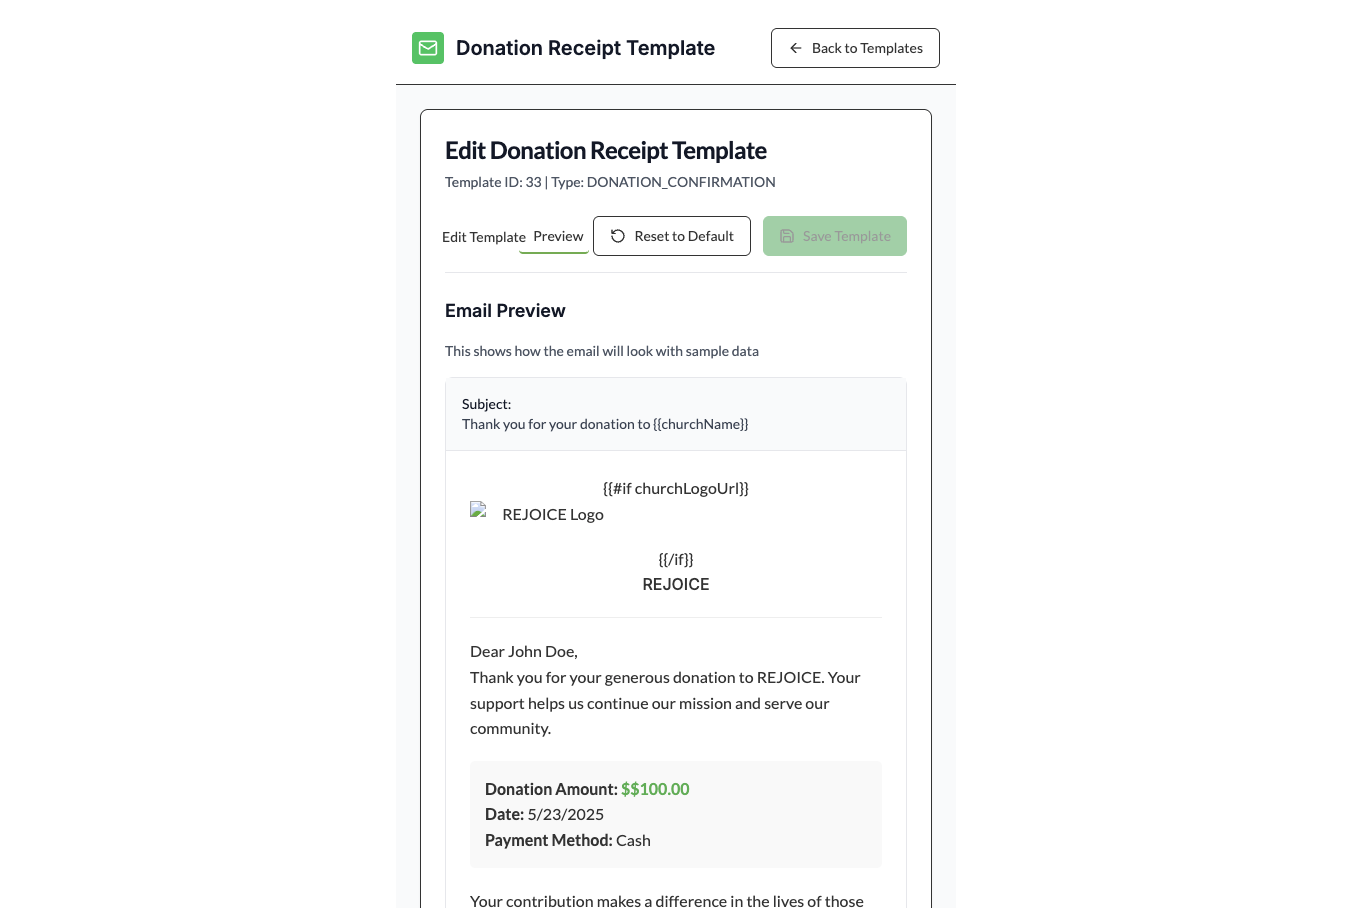 Donation Receipt Template
Back to Templates
Edit Donation Receipt Template
Template ID: 33 | Type: DONATION_CONFIRMATION
Edit Template
Preview
Reset to Default
Save Template
Email Preview
This shows how the email will look with sample data
Subject:
Thank you for your donation to {{churchName}}
{{#if churchLogoUrl}}
REJOICE Logo
{{/if}}
REJOICE
Dear John Doe,
Thank you for your generous donation to REJOICE. Your
support helps us continue our mission and serve our
community.
Donation Amount: $$100.00
Date: 5/23/2025
Payment Method: Cash
Your contribution makes a difference in the lives of those